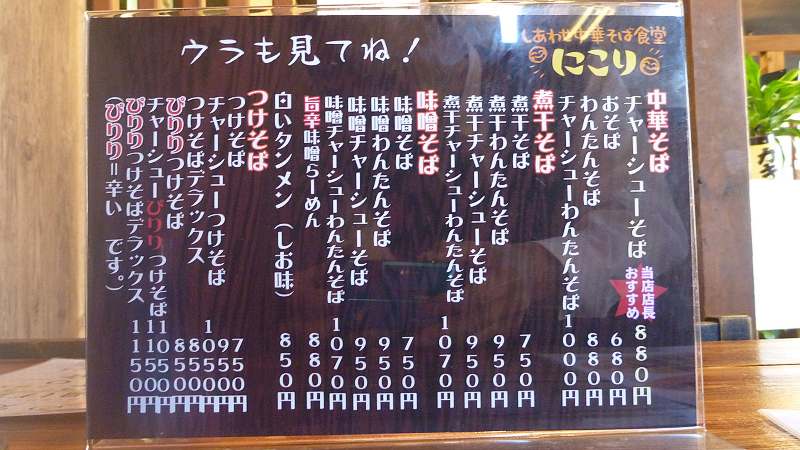 しあわせ中華そば食堂
にこり
ウラも見てね！
中華そば
チャーシューそば 880円
当店店長
おすすめ
おそば 680円
わんたんそば 880円
チャーシューわんたんそば 1000円
煮干そば
煮干そば 750円
煮干わんたんそば 950円
煮干チャーシューそば 950円
煮干チャーシューわんたんそば 1070円
味噌そば
味噌そば 750円
味噌わんたんそば 950円
味噌チャーシューそば 950円
味噌チャーシューわんたんそば 1070円
旨辛味噌らーめん 880円
白いタンメン（しお味） 850円
つけそば
つけそば 750円
チャーシューつけそば 950円
つけそばデラックス 1050円
ぴりりつけそば 850円
チャーシューぴりりつけそば
ぴりりつけそばデラックス 1150円
（ぴりり＝辛い です。）